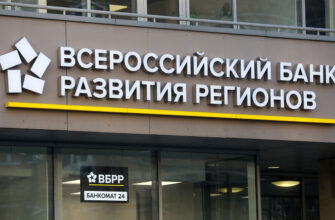 ВСЕРОССИЙСКИЙ БАНК
РАЗВИТИЯ РЕГИОНОВ
ВБРР
БАНКОМАТ 24